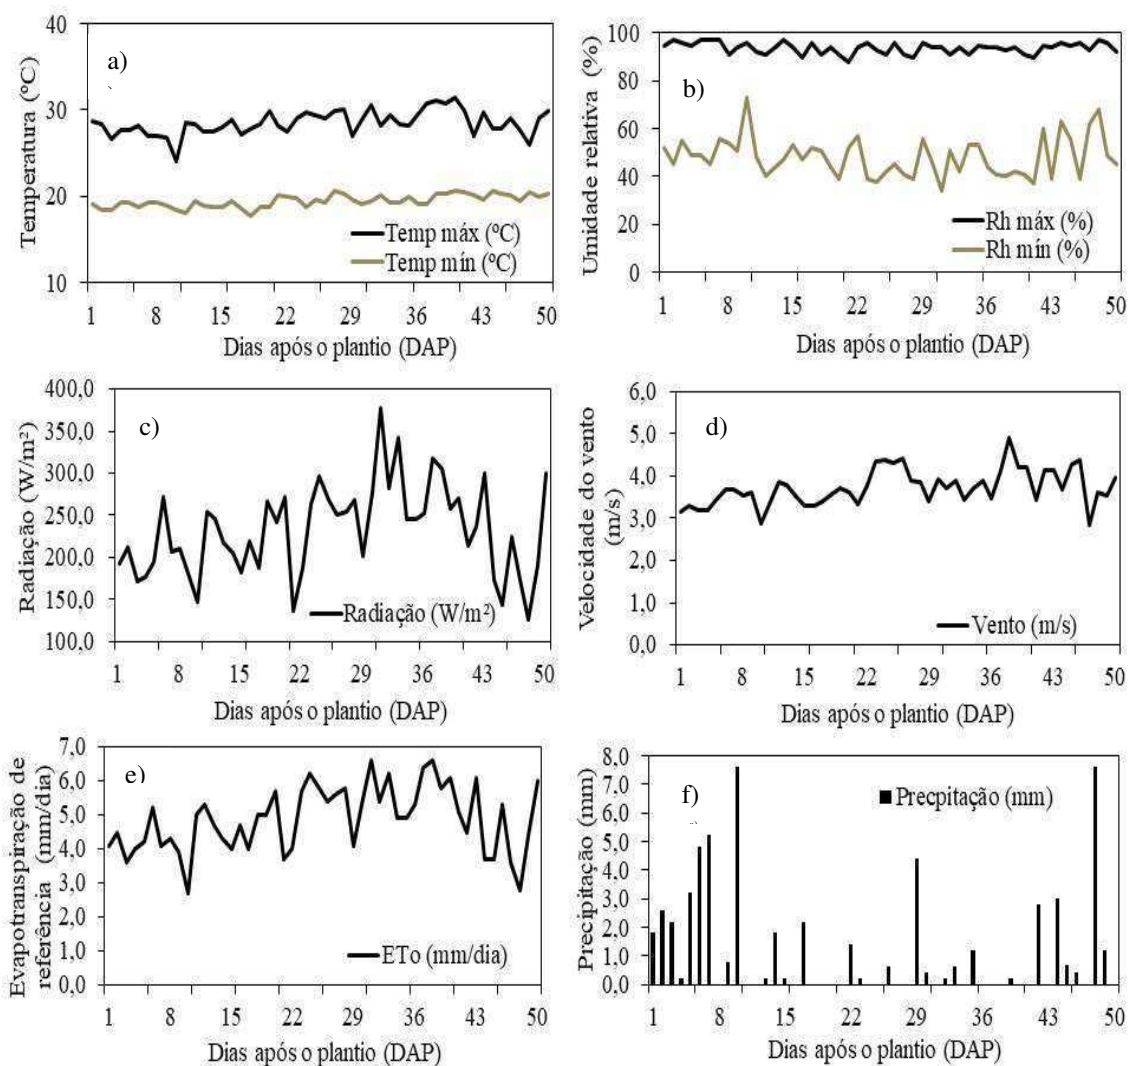 a)
Temperatura (ºC)
40
30
20
10
Temp máx (ºC)
Temp mín (ºC)
1 8 15 22 29 36 43 50
Dias após o plantio (DAP)
b)
Umidade relativa (%)
100
80
60
40
20
0
Rh máx (%)
Rh mín (%)
1 8 15 22 29 36 43 50
Dias após o plantio (DAP)
c)
Radiação (W/m²)
400,0
350,0
300,0
250,0
200,0
150,0
100,0
Radiação (W/m²)
1 8 15 22 29 36 43 50
Dias após o plantio (DAP)
d)
Velocidade do vento
(m/s)
6,0
5,0
4,0
3,0
2,0
1,0
0,0
Vento (m/s)
1 8 15 22 29 36 43 50
Dias após o plantio (DAP)
e)
Evapotranspiração de
referência (mm/dia)
7,0
6,0
5,0
4,0
3,0
2,0
1,0
0,0
ETo (mm/dia)
1 8 15 22 29 36 43 50
Dias após o plantio (DAP)
f)
Precipitação (mm)
8,0
7,0
6,0
5,0
4,0
3,0
2,0
1,0
0,0
Precpitação (mm)
1 8 15 22 29 36 43 50
Dias após o plantio (DAP)